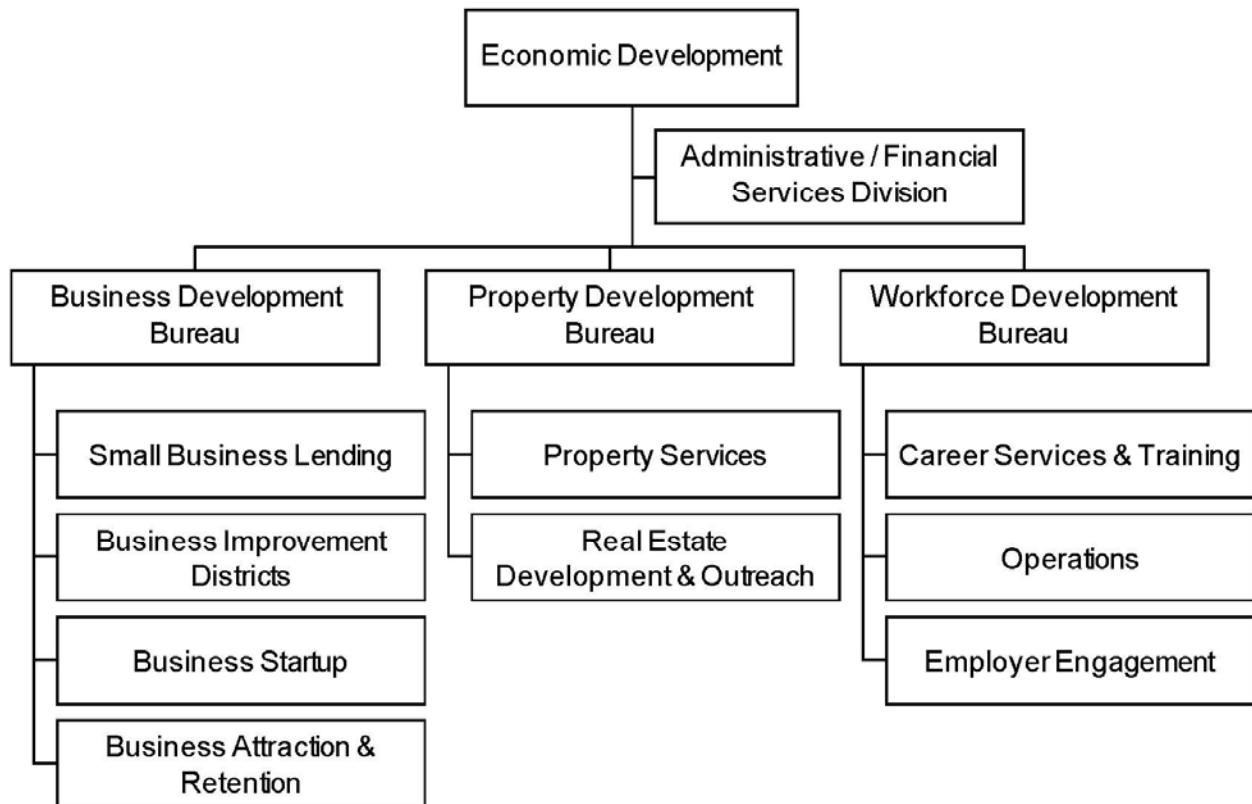 Economic Development
Administrative / Financial
Services Division
Business Development
Bureau
Property Development
Bureau
Workforce Development
Bureau
Small Business Lending
Business Improvement
Districts
Business Startup
Business Attraction &
Retention
Property Services
Real Estate
Development & Outreach
Career Services & Training
Operations
Employer Engagement